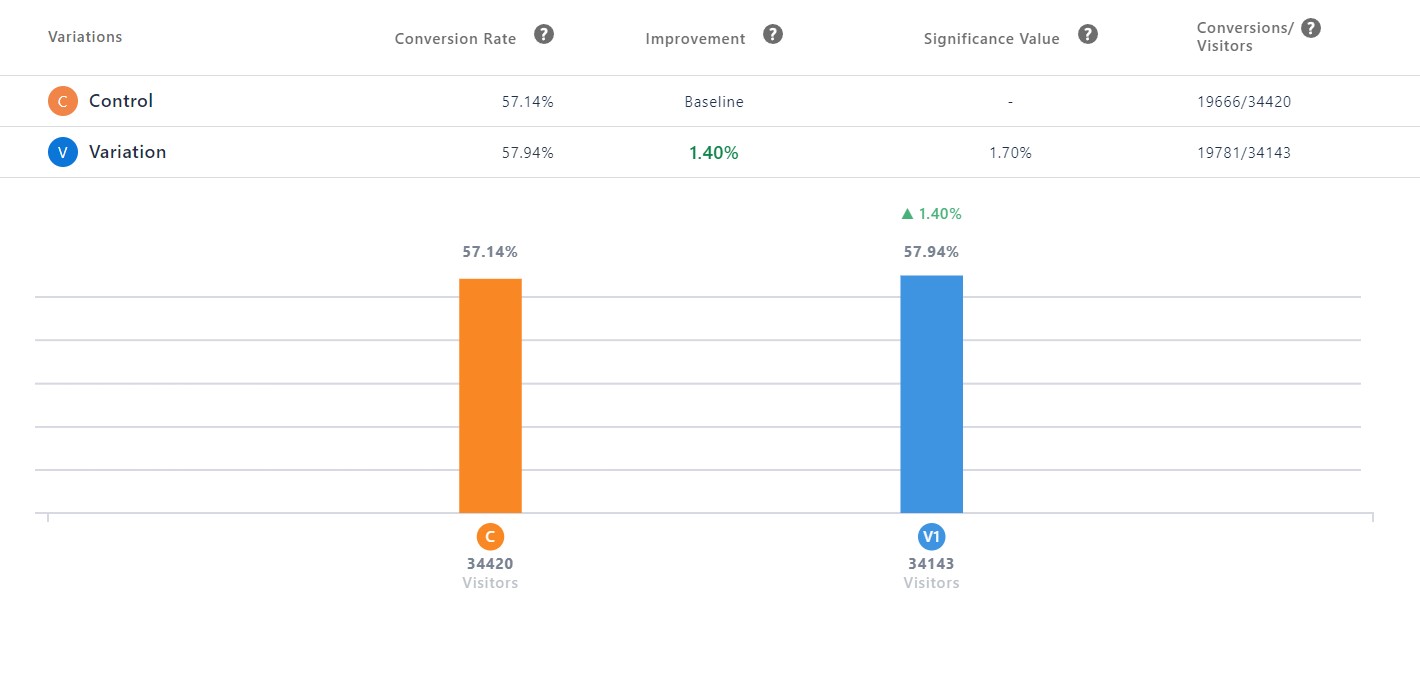 Variations Conversion Rate ? Improvement ? Significance Value ? Conversions/ ?
Visitors
C Control 57.14% Baseline - 19666/34420
V Variation 57.94% 1.40% 1.70% 19781/34143
▲ 1.40%
57.14% 57.94%
C V1
34420 34143
Visitors Visitors